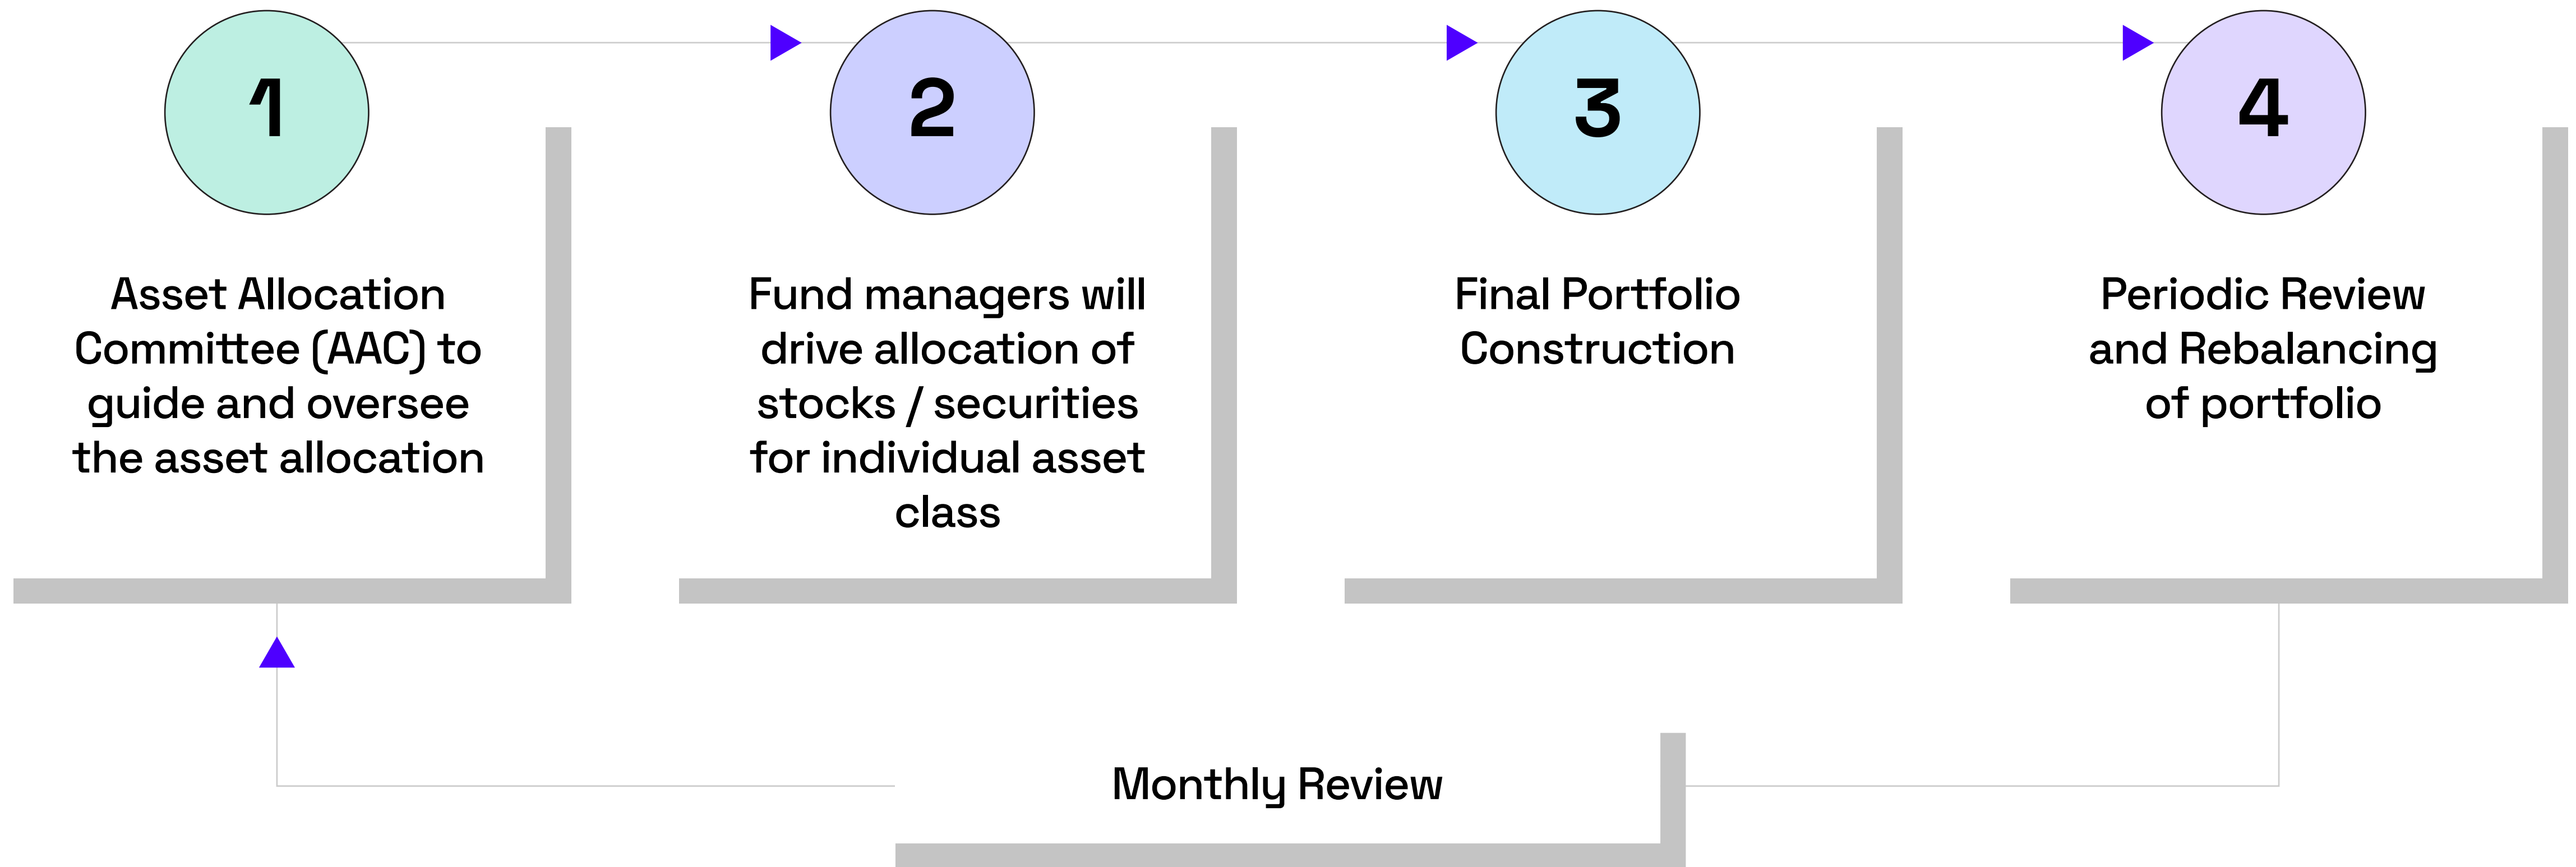 1
Asset Allocation
Committee (AAC) to
guide and oversee
the asset allocation
2
Fund managers will
drive allocation of
stocks / securities
for individual asset
class
3
Final Portfolio
Construction
4
Periodic Review
and Rebalancing
of portfolio
Monthly Review